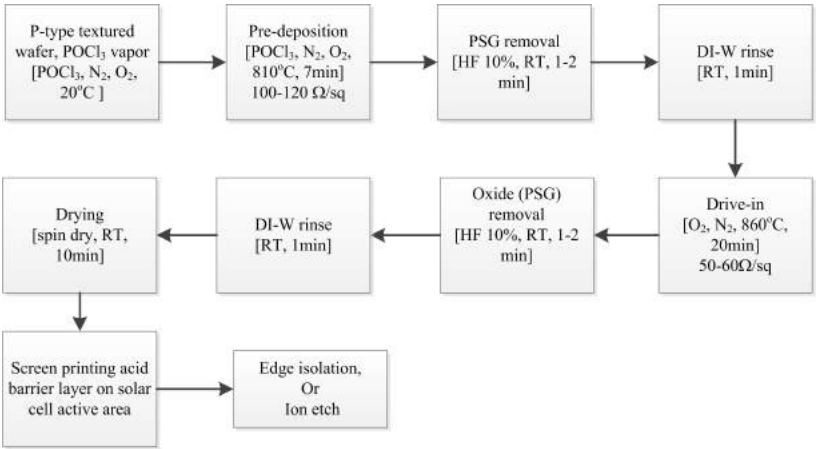 P-type textured
wafer, POCl₃ vapor
[POCl₃, N₂, O₂,
20°C ]
Pre-deposition
[POCl₃, N₂, O₂,
810°C, 7min]
100-120 Ω/sq
PSG removal
[HF 10%, RT, 1-2
min]
DI-W rinse
[RT, 1min]
Drive-in
[O₂, N₂, 860°C,
20min]
50-60Ω/sq
Oxide (PSG)
removal
[HF 10%, RT, 1-2
min]
DI-W rinse
[RT, 1min]
Drying
[spin dry, RT,
10min]
Screen printing acid
barrier layer on solar
cell active area
Edge isolation,
Or
Ion etch